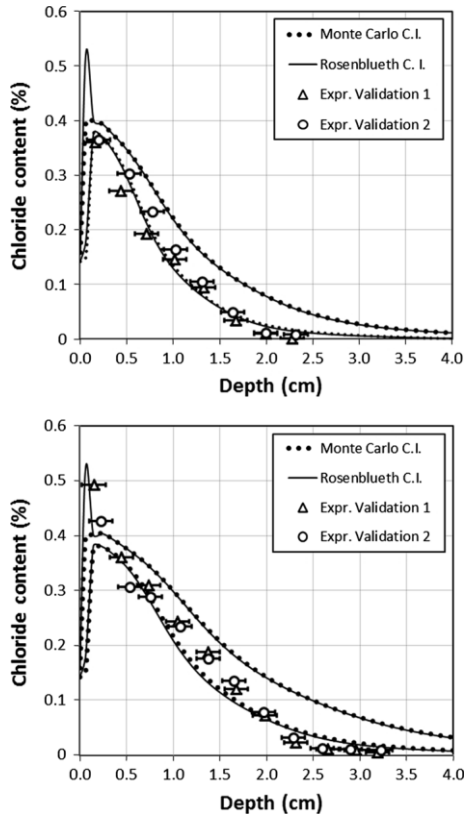 0.6
Monte Carlo C.I.
Rosenblueth C. I.
Expr. Validation 1
Expr. Validation 2
0.5
0.4
0.3
0.2
0.1
0
Chloride content (%)
0.0 0.5 1.0 1.5 2.0 2.5 3.0 3.5 4.0
Depth (cm)
0.6
Monte Carlo C.I.
Rosenblueth C.I.
Expr. Validation 1
Expr. Validation 2
0.5
0.4
0.3
0.2
0.1
0
Chloride content (%)
0.0 0.5 1.0 1.5 2.0 2.5 3.0 3.5 4.0
Depth (cm)